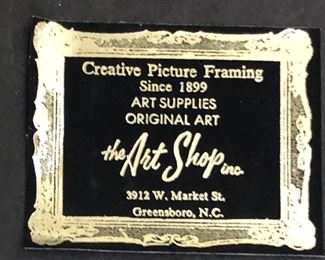 Creative Picture Framing
Since 1899
ART SUPPLIES
ORIGINAL ART
the Art Shop inc.
3912 W. Market St.
Greensboro, N.C.